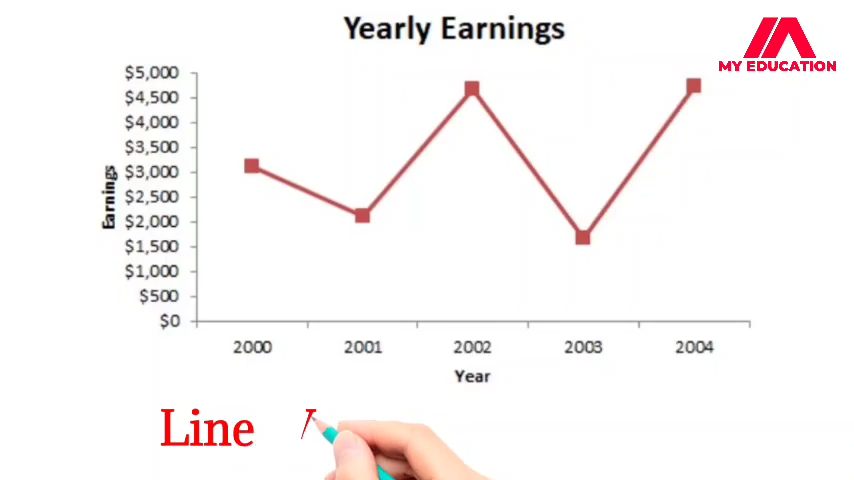 Yearly Earnings
MY EDUCATION
$5,000
$4,500
$4,000
$3,500
$3,000
$2,500
$2,000
$1,500
$1,000
$500
$0
Earnings
2000 2001 2002 2003 2004
Year
Line